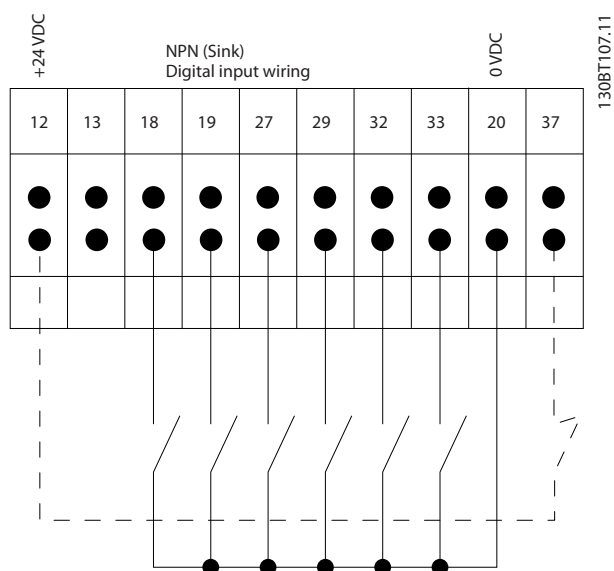 +24 VDC
NPN (Sink)
Digital input wiring
0 VDC
130BT107.11
12 13 18 19 27 29 32 33 20 37